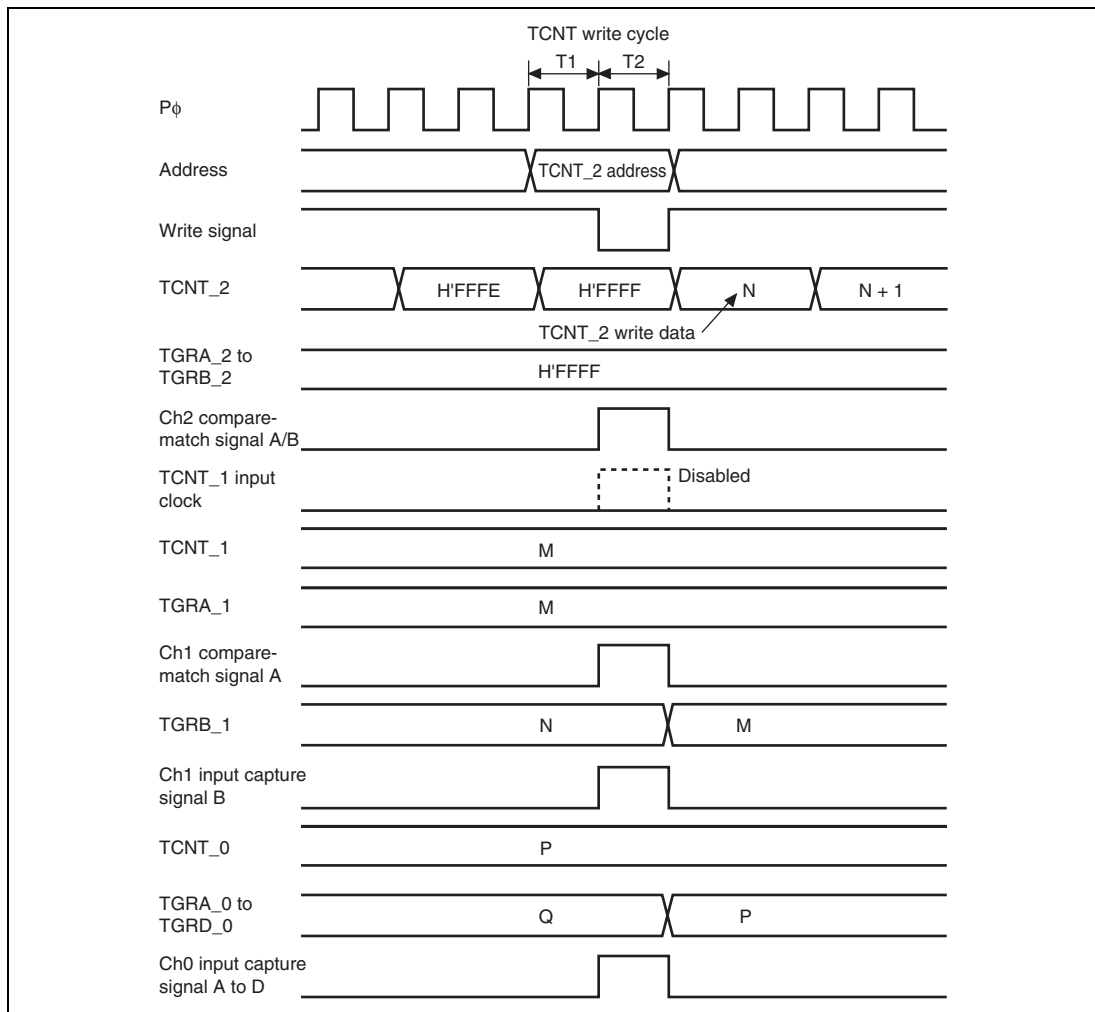 TCNT write cycle
T1 T2
Pϕ
Address
TCNT_2 address
Write signal
TCNT_2
H'FFFE H'FFFF N N + 1
TCNT_2 write data
TGRA_2 to
TGRB_2
H'FFFF
Ch2 compare-
match signal A/B
TCNT_1 input
clock
Disabled
TCNT_1
M
TGRA_1
M
Ch1 compare-
match signal A
TGRB_1
N M
Ch1 input capture
signal B
TCNT_0
P
TGRA_0 to
TGRD_0
Q P
Ch0 input capture
signal A to D